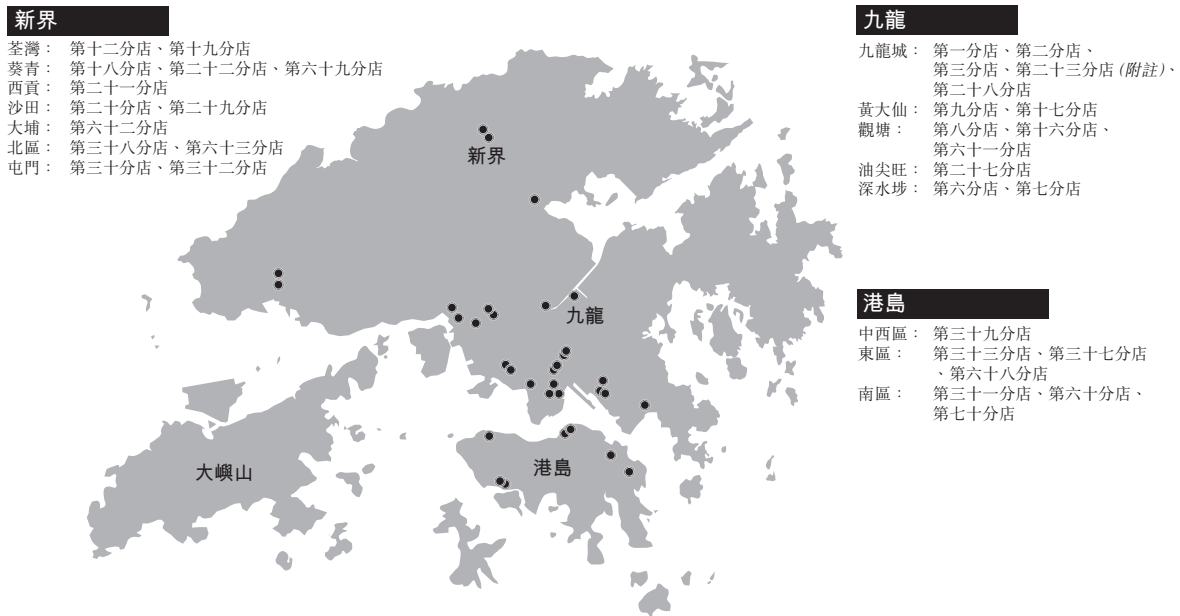 新界
荃灣： 第十二分店、第十九分店
葵青： 第十八分店、第二十二分店、第六十九分店
西貢： 第二十一分店
沙田： 第二十分店、第二十九分店
大埔： 第六十二分店
北區： 第三十八分店、第六十三分店
屯門： 第三十分店、第三十二分店
九龍
九龍城： 第一分店、第二分店、
第三分店、第二十三分店 (附註)、
第二十八分店
黃大仙： 第九分店、第十七分店
觀塘： 第八分店、第十六分店、
第六十一分店
油尖旺： 第二十七分店
深水埗： 第六分店、第七分店
港島
中西區： 第三十九分店
東區： 第三十三分店、第三十七分店
、第六十八分店
南區： 第三十一分店、第六十分店、
第七十分店
新界
九龍
大嶼山
港島